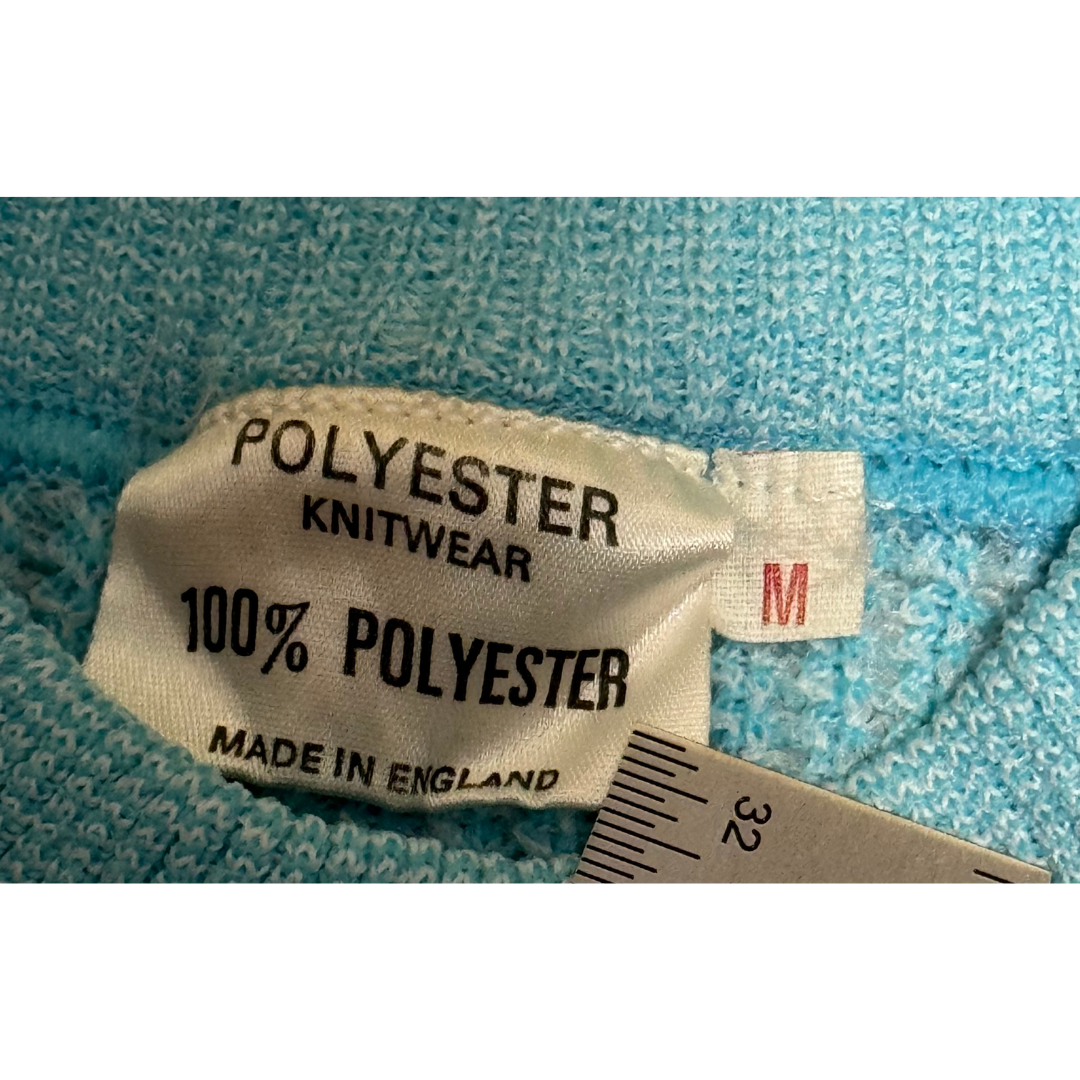 POLYESTER
KNITWEAR
100% POLYESTER
MADE IN ENGLAND
M
32